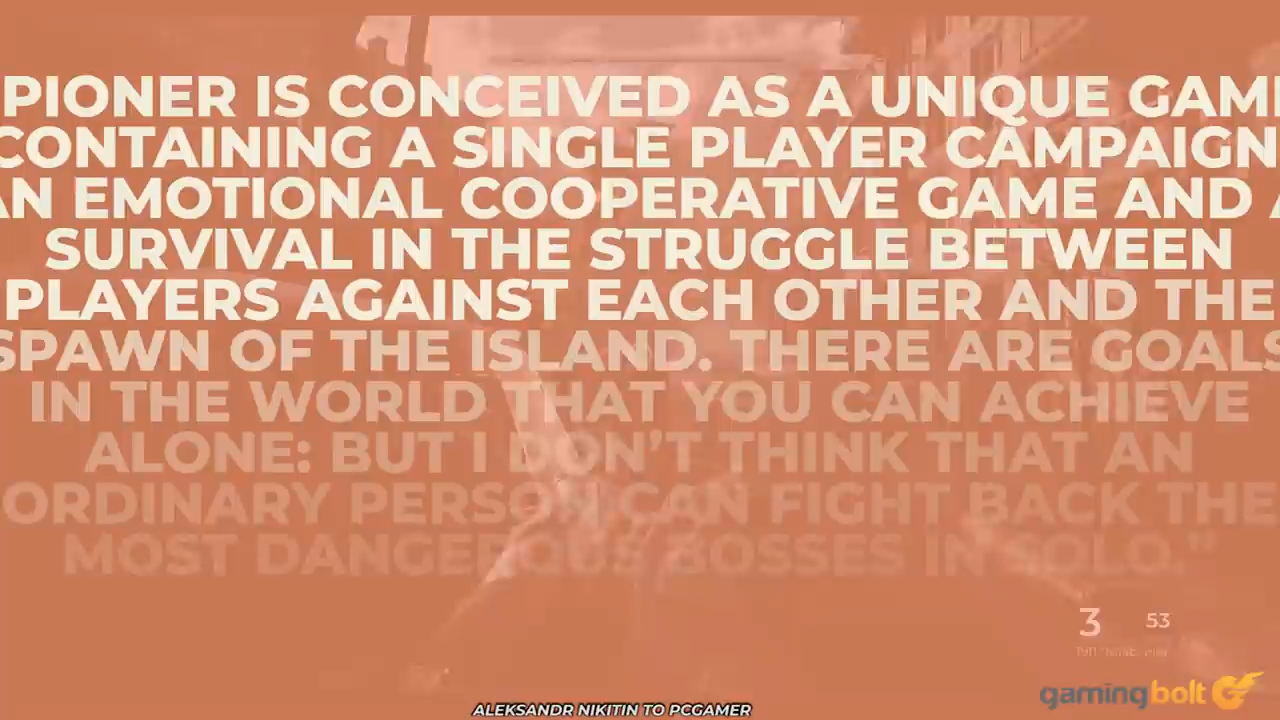 PIONER IS CONCEIVED AS A UNIQUE GAM
CONTAINING A SINGLE PLAYER CAMPAIGN
AN EMOTIONAL COOPERATIVE GAME AND A
SURVIVAL IN THE STRUGGLE BETWEEN
PLAYERS AGAINST EACH OTHER AND THE
SPAWN OF THE ISLAND. THERE ARE GOALS
IN THE WORLD THAT YOU CAN ACHIEVE
ALONE: BUT I DON'T THINK THAT AN
ORDINARY PERSON CAN FIGHT BACK THE
MOST DANGEROUS BOSSES IN SOLO."
3 53
gamingbolt
ALEKSANDR NIKITIN TO PCGAMER